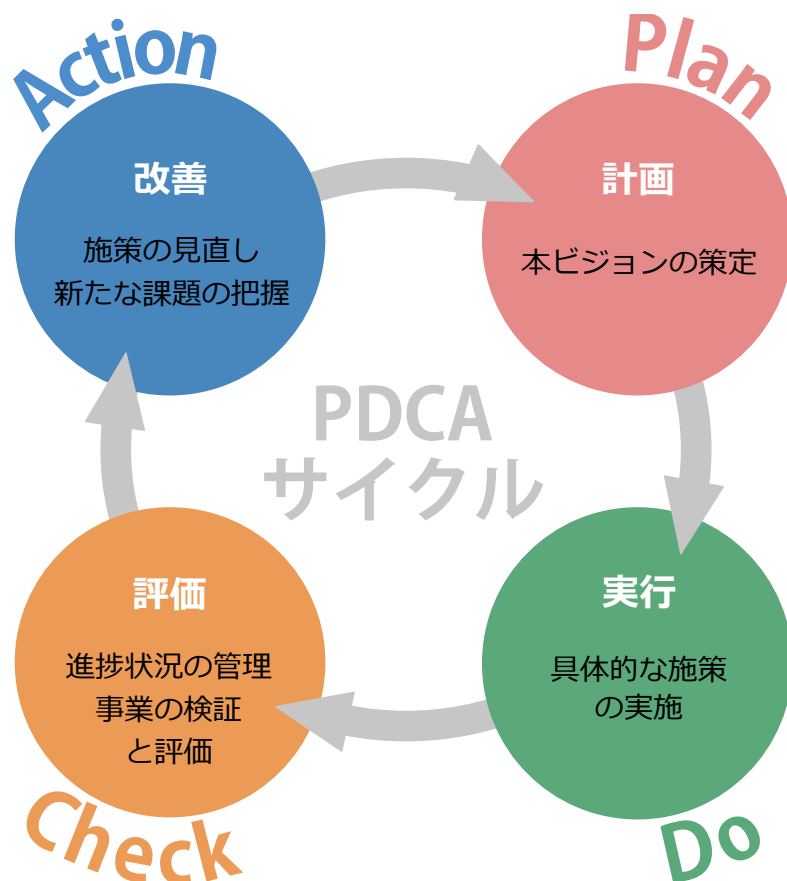 Action
改善
施策の見直し
新たな課題の把握
Plan
計画
本ビジョンの策定
PDCA
サイクル
評価
進捗状況の管理
事業の検証
と評価
Check
実行
具体的な施策
の実施
Do